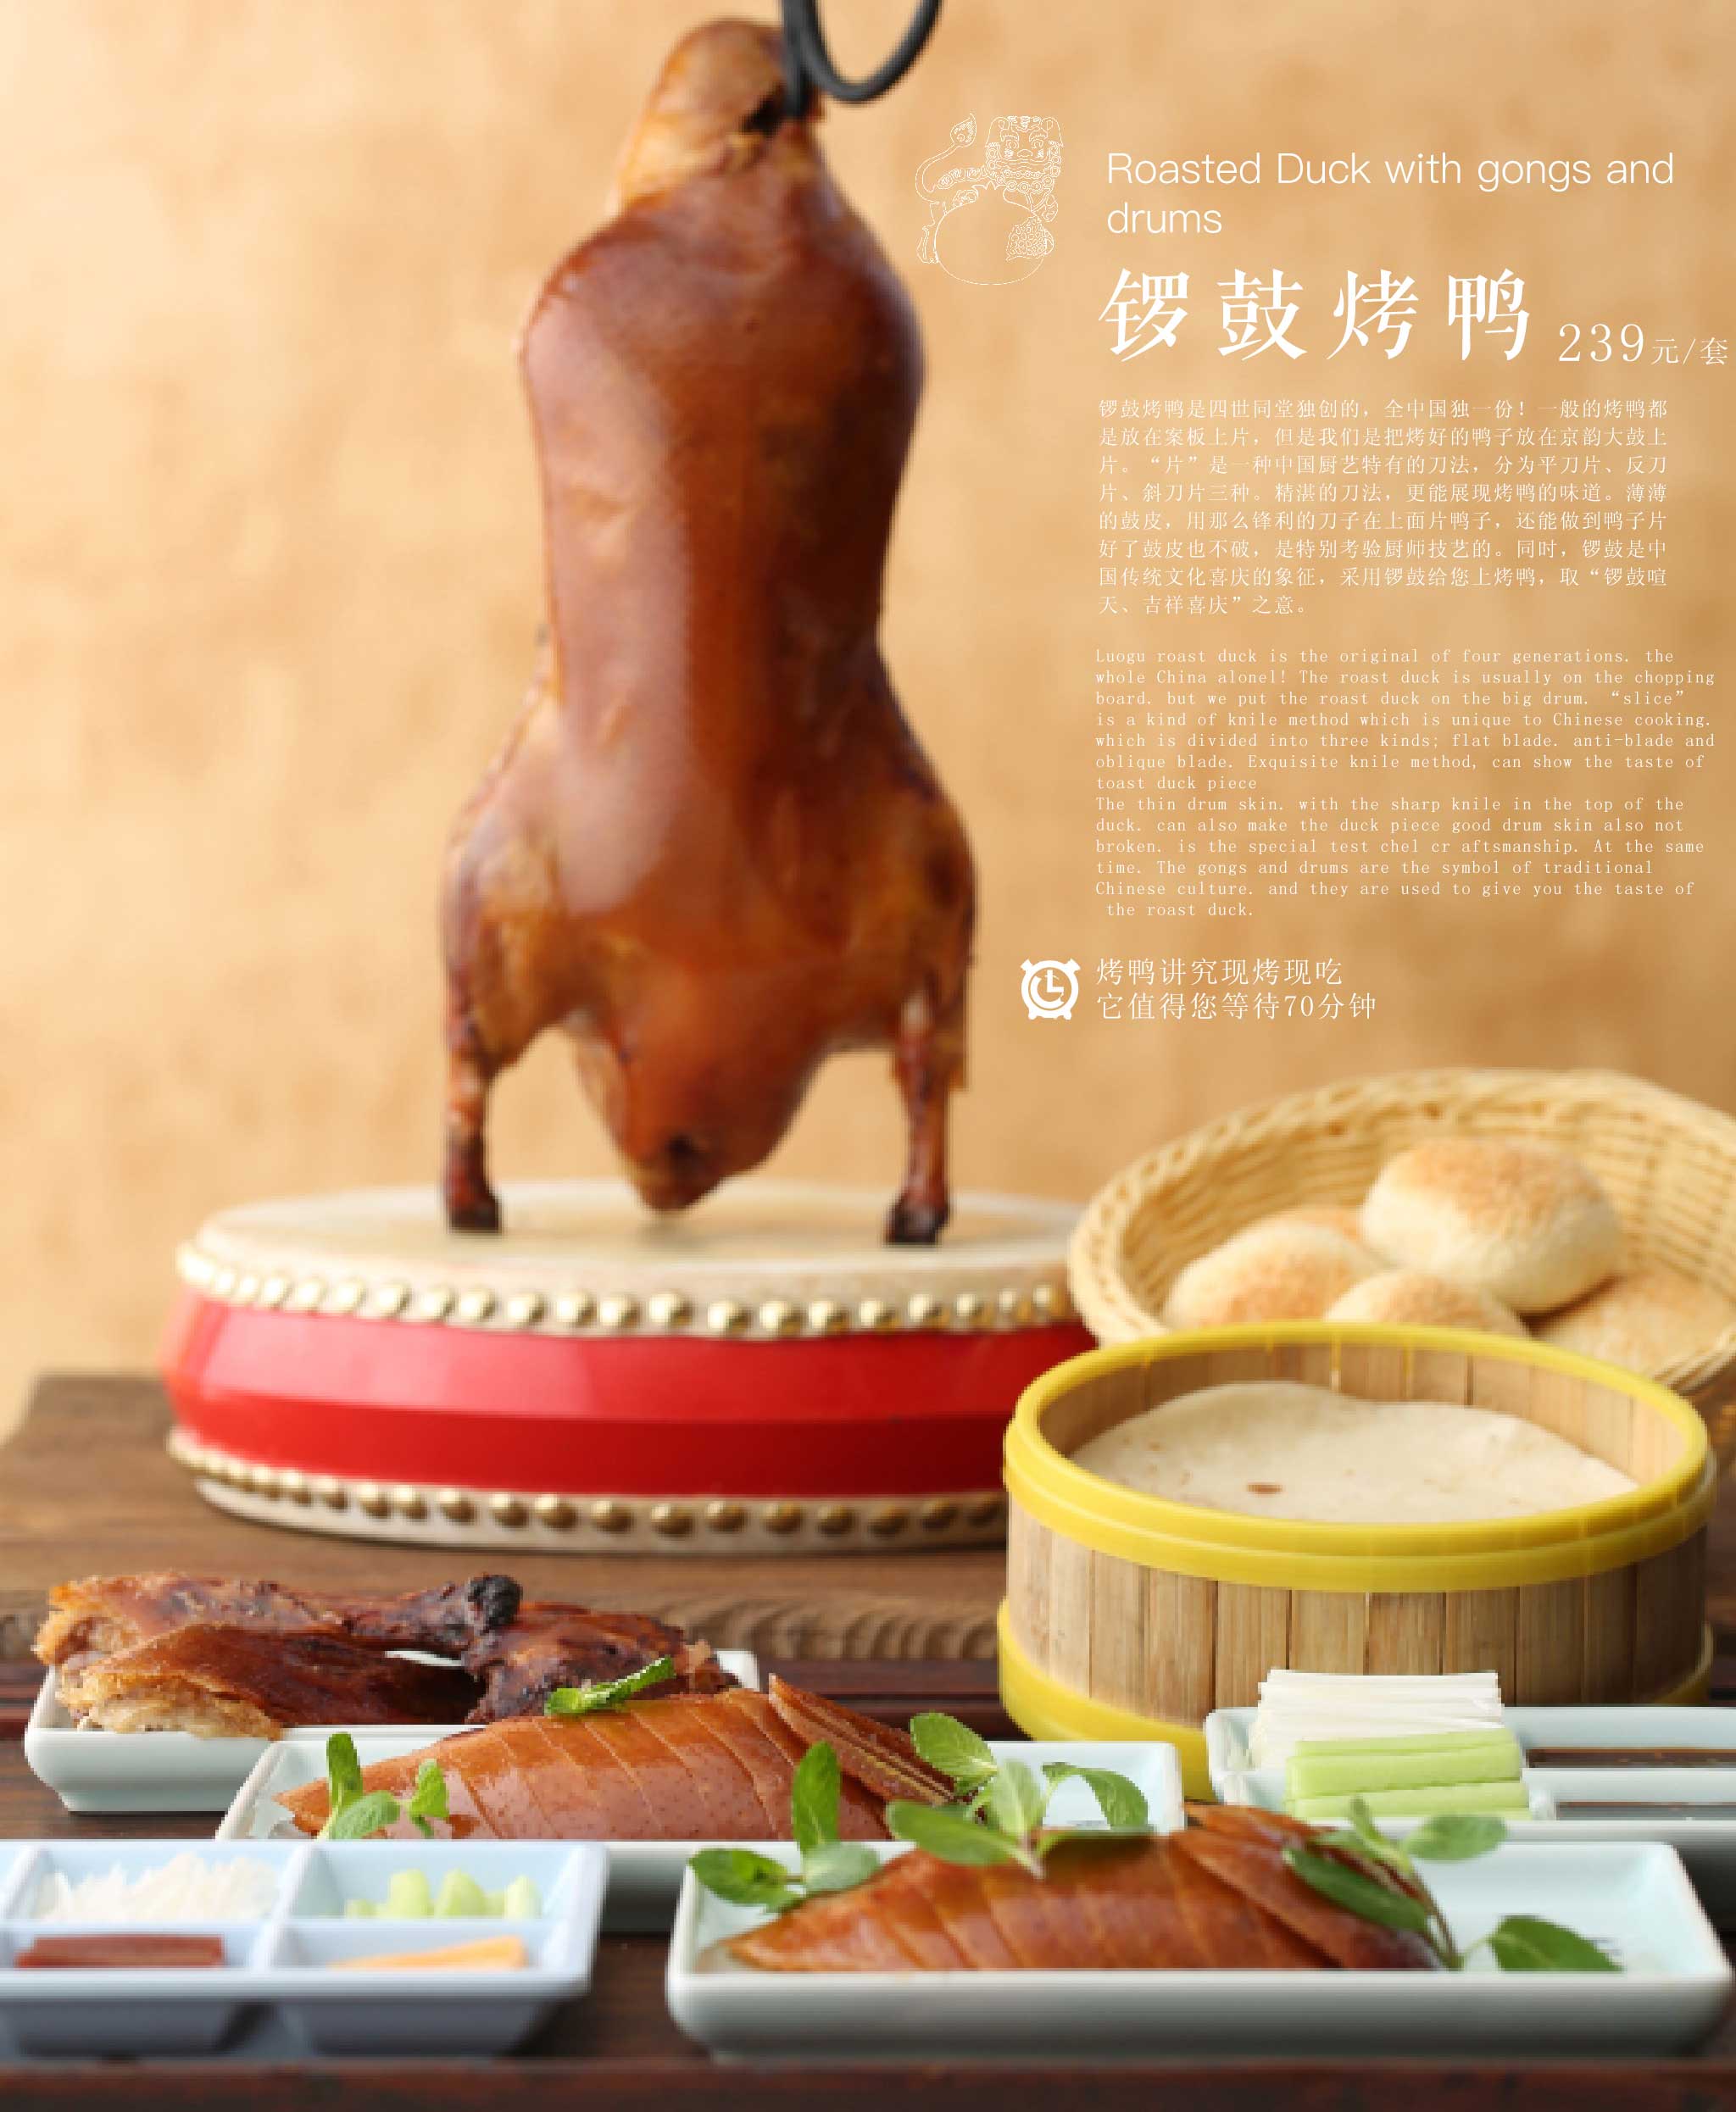 Roasted Duck with gongs and
drums
锣鼓烤鸭 239元/套
锣鼓烤鸭是四世同堂独创的，全中国独一份！一般的烤鸭都
是放在案板上片，但是我们是把烤好的鸭子放在京韵大鼓上
片。“片”是一种中国厨艺特有的刀法，分为平刀片、反刀
片、斜刀片三种。精湛的刀法，更能展现烤鸭的味道。薄薄
的鼓皮，用那么锋利的刀子在上面片鸭子，还能做到鸭子片
好了鼓皮也不破，是特别考验厨师技艺的。同时，锣鼓是中
国传统文化喜庆的象征，采用锣鼓给您上烤鸭，取“锣鼓喧
天、吉祥喜庆”之意。
Luogu roast duck is the original of four generations. the
whole China alonel! The roast duck is usually on the chopping
board. but we put the roast duck on the big drum. “slice”
is a kind of knile method which is unique to Chinese cooking.
which is divided into three kinds; flat blade. anti-blade and
oblique blade. Exquisite knile method, can show the taste of
toast duck piece
The thin drum skin. with the sharp knile in the top of the
duck. can also make the duck piece good drum skin also not
broken. is the special test chel cr aftsmanship. At the same
time. The gongs and drums are the symbol of traditional
Chinese culture. and they are used to give you the taste of
the roast duck.
烤鸭讲究现烤现吃
它值得您等待70分钟